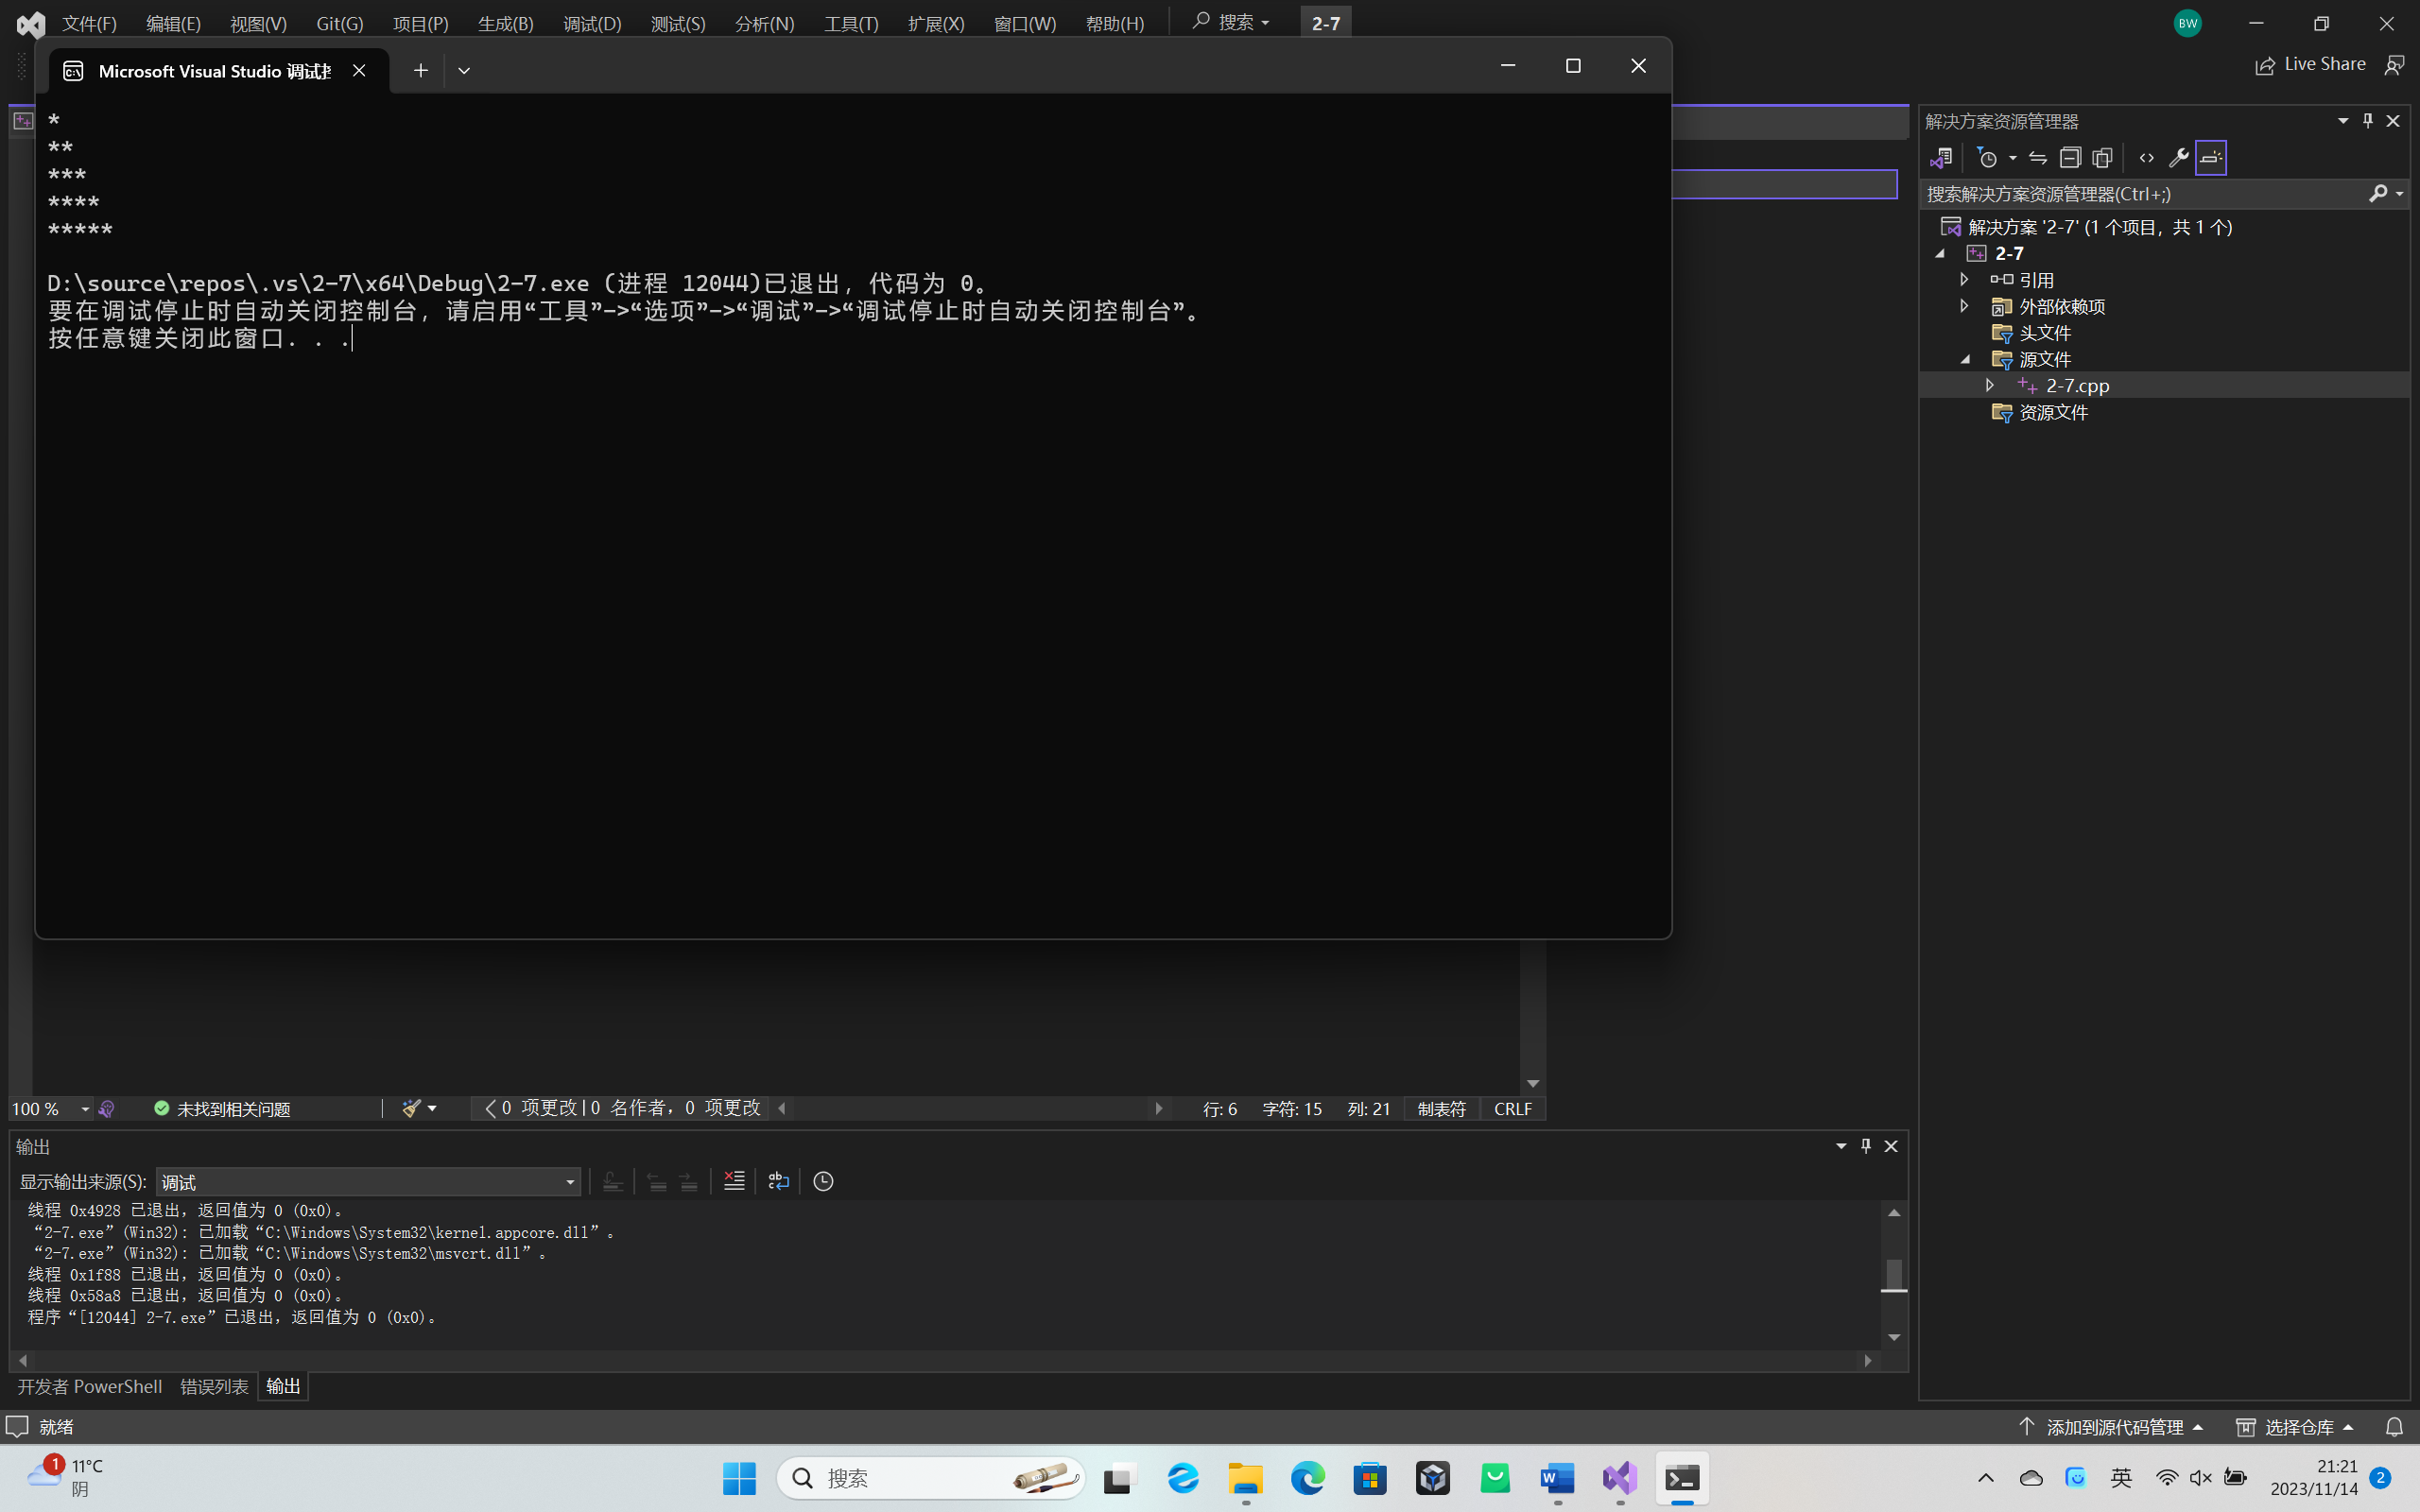 文件(F) 编辑(E) 视图(V) Git(G) 项目(P) 生成(B) 调试(D) 测试(S) 分析(N) 工具(T) 扩展(X) 窗口(W) 帮助(H) 搜索 2-7 BW
Live Share
Microsoft Visual Studio 调试控
*
**
***
****
*****
D:\source\repos\.vs\2-7\x64\Debug\2-7.exe (进程 12044)已退出，代码为 0。
要在调试停止时自动关闭控制台，请启用“工具”->“选项”->“调试”->“调试停止时自动关闭控制台”。
按任意键关闭此窗口. . .
解决方案资源管理器
搜索解决方案资源管理器(Ctrl+;)
解决方案 '2-7' (1 个项目，共 1 个)
2-7
引用
外部依赖项
头文件
源文件
2-7.cpp
资源文件
100 % 未找到相关问题 0 项更改 | 0 名作者，0 项更改 行: 6 字符: 15 列: 21 制表符 CRLF
输出
显示输出来源(S): 调试
线程 0x4928 已退出，返回值为 0 (0x0)。
“2-7.exe”(Win32): 已加载“C:\Windows\System32\kernel.appcore.dll”。
“2-7.exe”(Win32): 已加载“C:\Windows\System32\msvcrt.dll”。
线程 0x1f88 已退出，返回值为 0 (0x0)。
线程 0x58a8 已退出，返回值为 0 (0x0)。
程序“[12044] 2-7.exe”已退出，返回值为 0 (0x0)。
开发者 PowerShell 错误列表 输出
就绪 添加到源代码管理 选择仓库
1 11°C
阴
搜索
英
21:21
2023/11/14
2